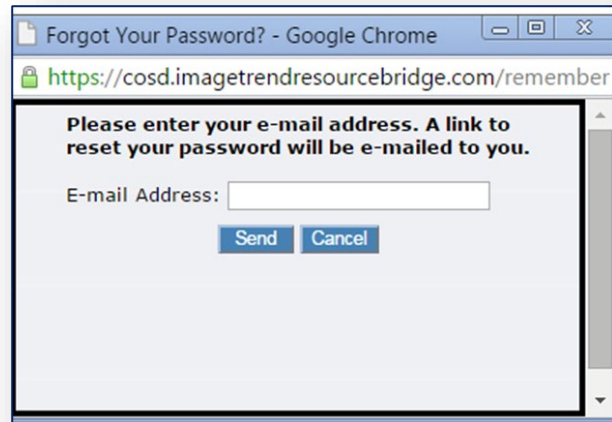 Forgot Your Password? - Google Chrome
https://cosd.imagetrendresourcebridge.com/remember
Please enter your e-mail address. A link to
reset your password will be e-mailed to you.
E-mail Address:
Send Cancel